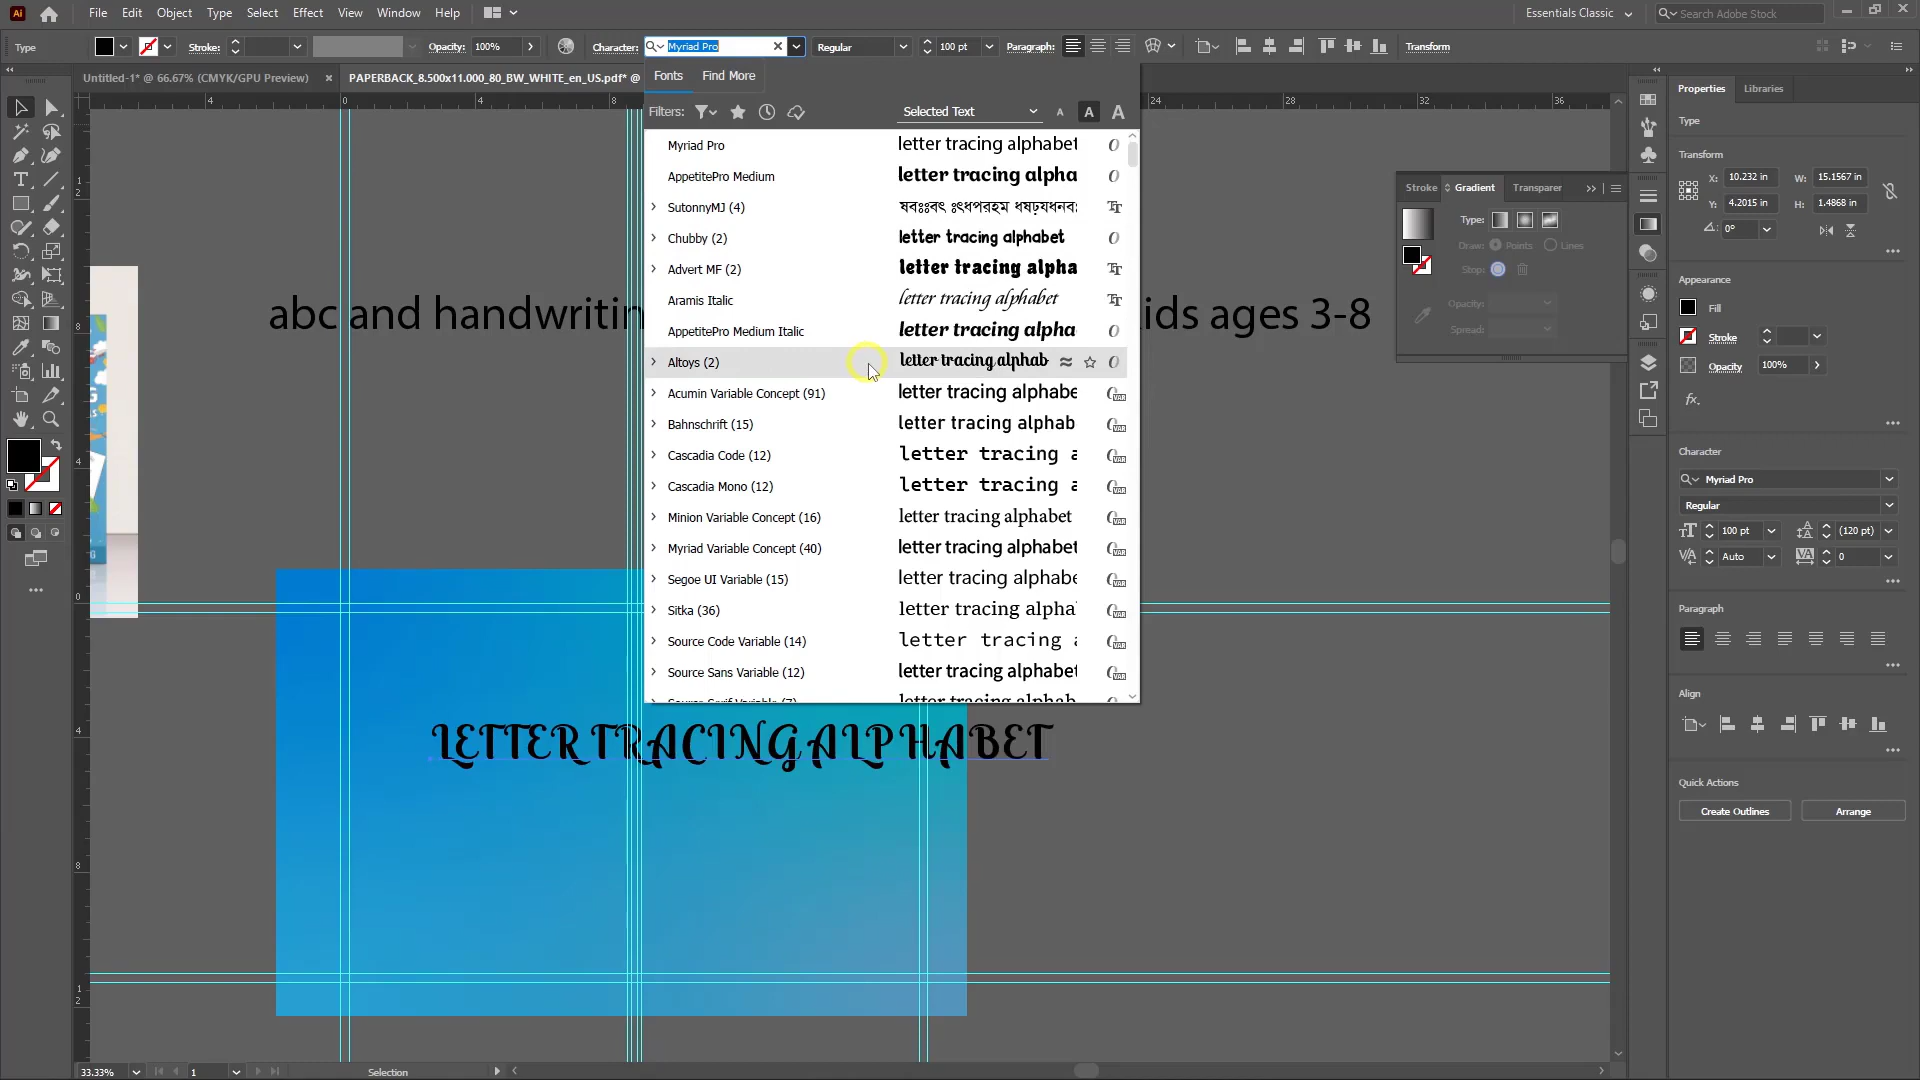 File Edit Object Type Select Effect View Window Help
Essentials Classic
Search Adobe Stock
Type
Stroke:
Opacity: 100%
Character: Myriad Pro
Regular
100 pt
Paragraph:
Transform
Untitled-1* @ 66.67% (CMYK/GPU Preview) ×
PAPERBACK_8.500x11.000_80_BW_WHITE_en_US.pdf* @
4 0 4 8 24 28 32 36
Fonts Find More
Filters:
Selected Text
A A A
Myriad Pro letter tracing alphabet
AppetitePro Medium letter tracing alpha
SutonnyMJ (4)
Chubby (2) letter tracing alphabet
Advert MF (2) letter tracing alpha
Aramis Italic letter tracing alphabet
AppetitePro Medium Italic letter tracing alpha
Altoys (2) letter tracing alphab
Acumin Variable Concept (91) letter tracing alphabe
Bahnschrift (15) letter tracing alphab
Cascadia Code (12) letter tracing a
Cascadia Mono (12) letter tracing a
Minion Variable Concept (16) letter tracing alphabet
Myriad Variable Concept (40) letter tracing alphabet
Segoe UI Variable (15) letter tracing alphabe
Sitka (36) letter tracing alpha
Source Code Variable (14) letter tracing a
Source Sans Variable (12) letter tracing alphabet
abc and handwritin
ids ages 3-8
LETTER TRACING ALPHABET
Stroke Gradient Transparer
Type:
Draw: Points Lines
Stop:
Opacity:
Spread:
Properties Libraries
Type
Transform
X: 10.232 in W: 15.1567 in
Y: 4.2015 in H: 1.4868 in
0°
Appearance
Fill
Stroke
Opacity 100%
fx.
Character
Myriad Pro
Regular
100 pt (120 pt)
Auto 0
Paragraph
Align
Quick Actions
Create Outlines Arrange
33.33% 1 Selection